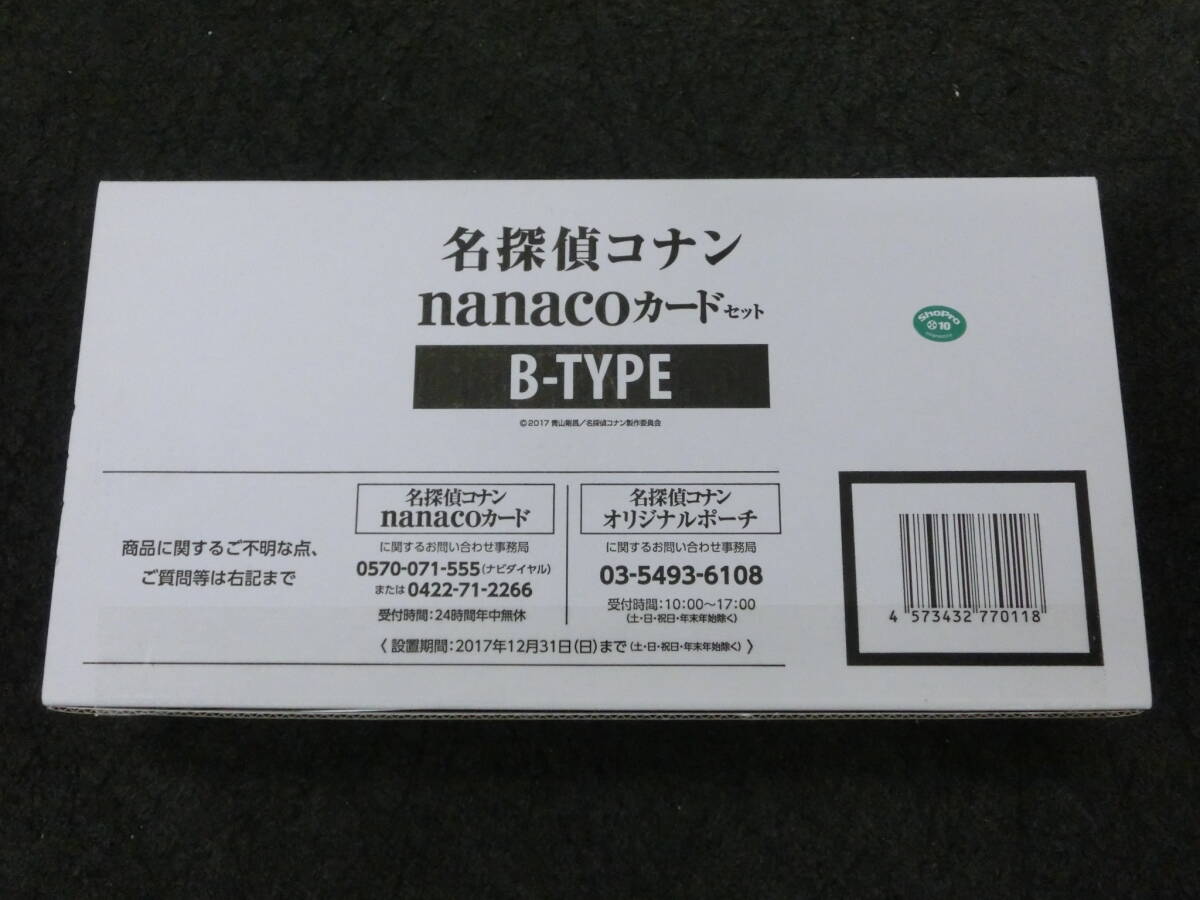 名探偵コナン
nanacoカードセット
B-TYPE
©2017 青山剛昌/名探偵コナン製作委員会
ShoPro
10
商品に関するご不明な点、
ご質問等は右記まで
名探偵コナン
nanacoカード
に関するお問い合わせ事務局
0570-071-555(ナビダイヤル)
または 0422-71-2266
受付時間:24時間年中無休
名探偵コナン
オリジナルポーチ
に関するお問い合わせ事務局
03-5493-6108
受付時間:10:00〜17:00
(土・日・祝日・年末年始除く)
〈 設置期間:2017年12月31日(日)まで(土・日・祝日・年末年始除く) 〉
4 573432 770118